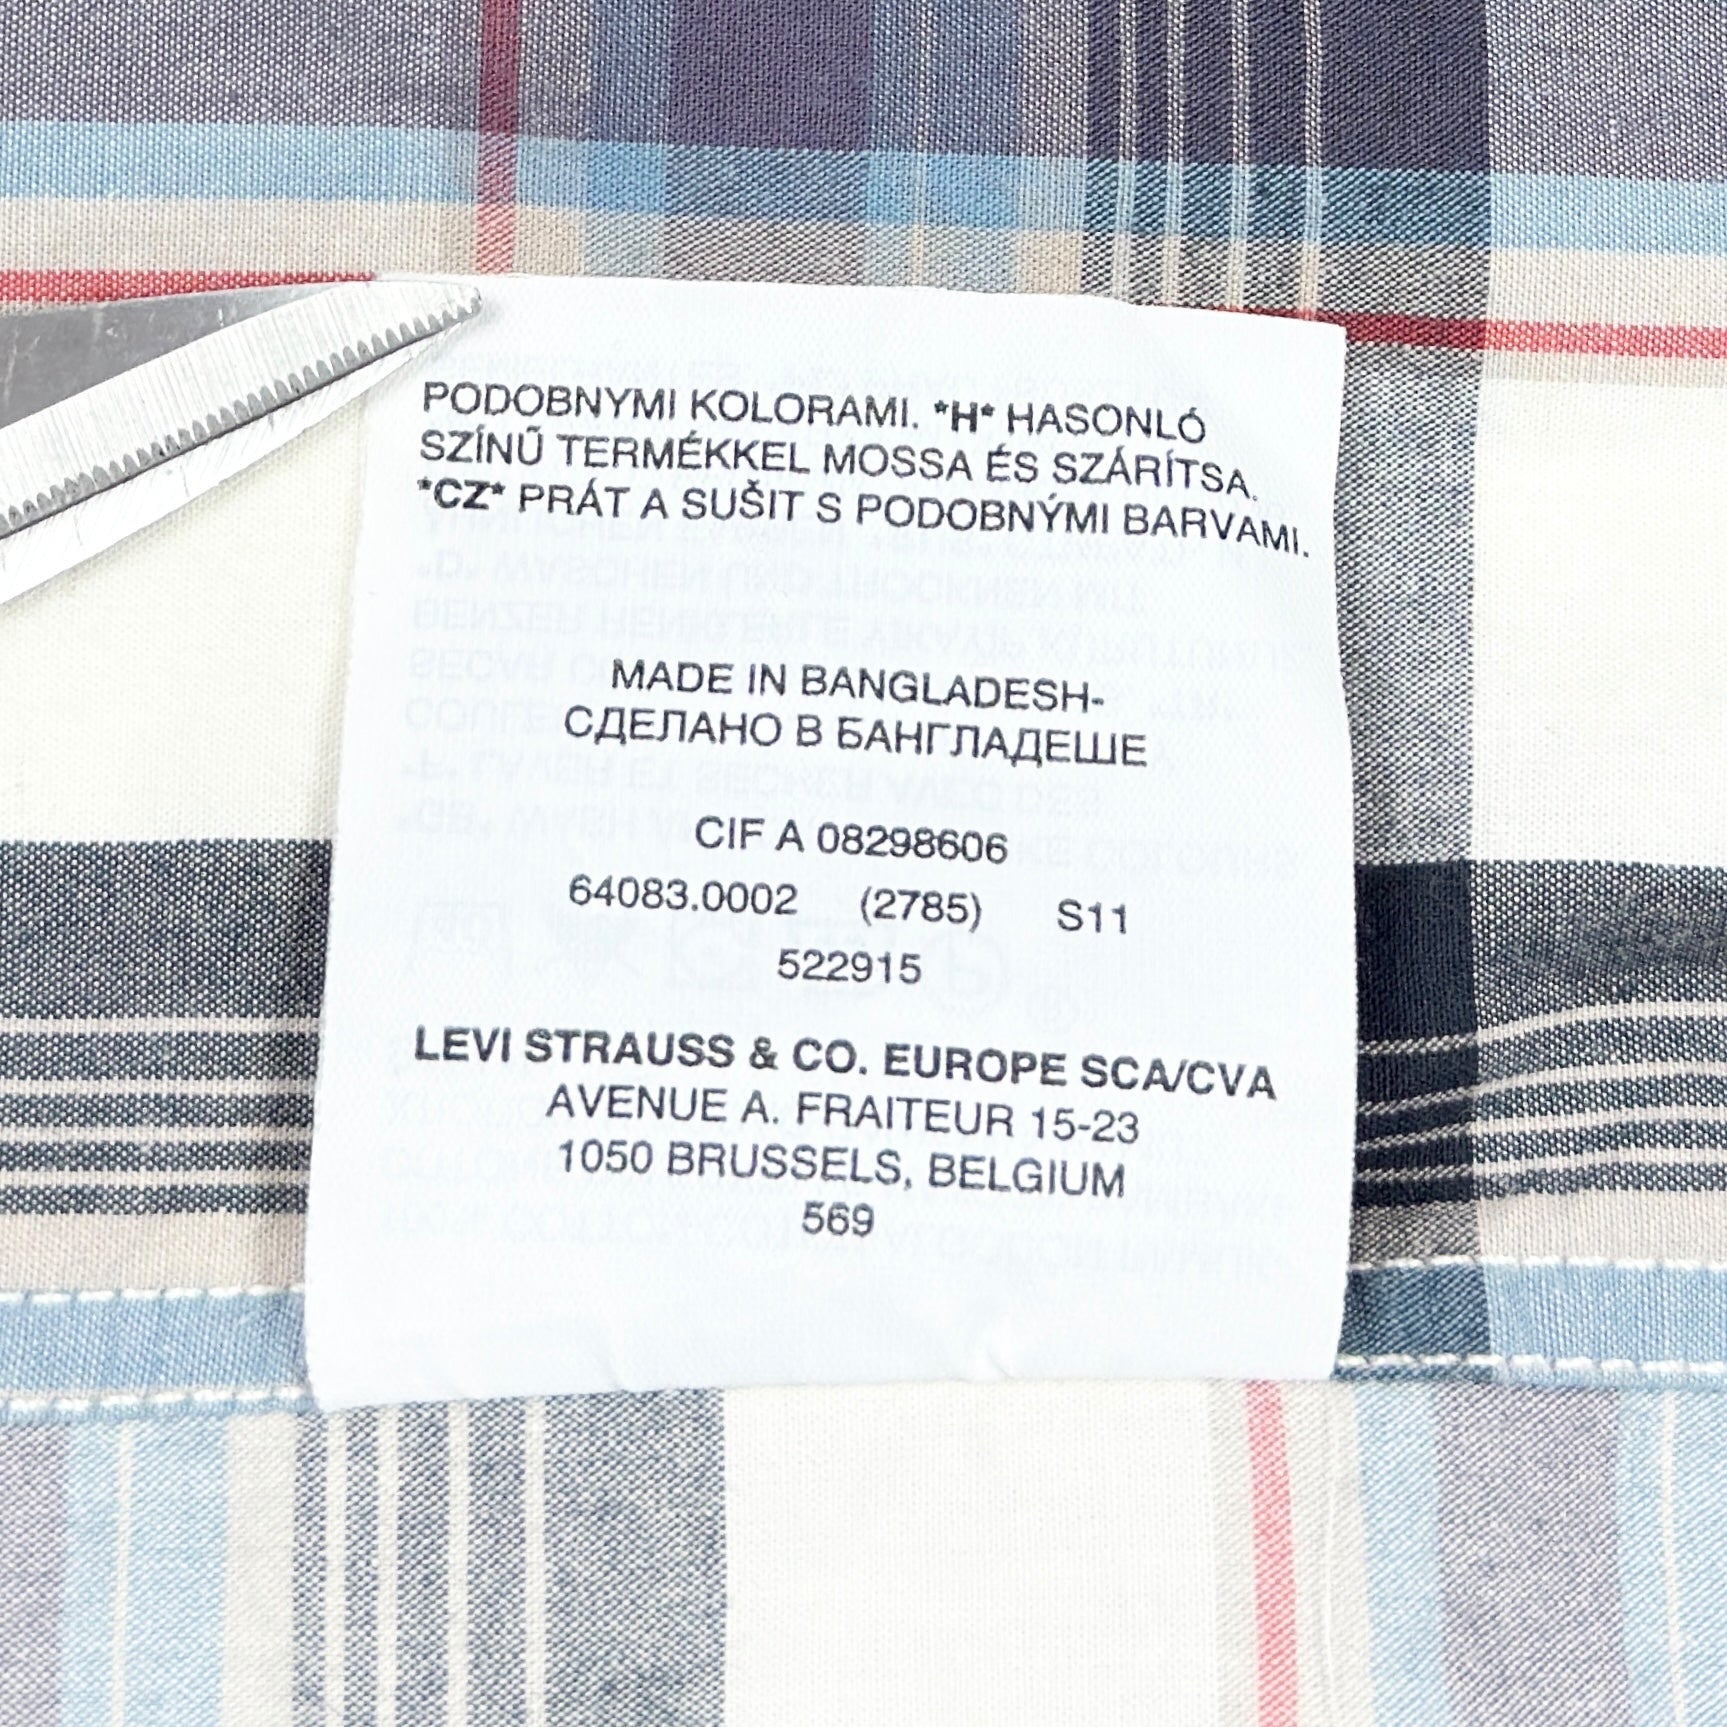 PODOBNYMI KOLORAMI. *H* HASONLÓ
SZÍNŰ TERMÉKKEL MOSSA ÉS SZÁRÍTSA.
*CZ* PRÁT A SUŠIT S PODOBNÝMI BARVAMI.
MADE IN BANGLADESH-
СДЕЛАНО В БАНГЛАДЕШЕ
CIF A 08298606
64083.0002 (2785) S11
522915
LEVI STRAUSS & CO. EUROPE SCA/CVA
AVENUE A. FRAITEUR 15-23
1050 BRUSSELS, BELGIUM
569